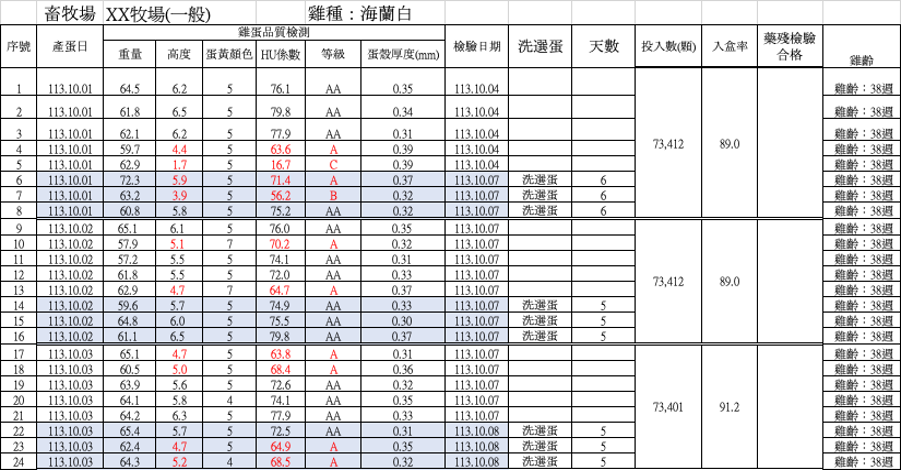 畜牧場 XX牧場(一般) 雞種：海蘭白
序號 產蛋日 雞蛋品質檢測 檢驗日期 洗選蛋 天數 投入數(顆) 入盒率 藥殘檢驗合格 雞齡
重量 高度 蛋黃顏色 HU係數 等級 蛋殼厚度(mm)
1 113.10.01 64.5 6.2 5 76.1 AA 0.35 113.10.04 雞齡：38週
2 113.10.01 61.8 6.5 5 79.8 AA 0.34 113.10.04 雞齡：38週
3 113.10.01 62.1 6.2 5 77.9 AA 0.31 113.10.04 雞齡：38週
4 113.10.01 59.7 4.4 5 63.6 A 0.39 113.10.04 73,412 89.0 雞齡：38週
5 113.10.01 62.9 1.7 5 16.7 C 0.39 113.10.04 雞齡：38週
6 113.10.01 72.3 5.9 5 71.4 A 0.37 113.10.07 洗選蛋 6 雞齡：38週
7 113.10.01 63.2 3.9 5 56.2 B 0.32 113.10.07 洗選蛋 6 雞齡：38週
8 113.10.01 60.8 5.8 5 75.2 AA 0.32 113.10.07 洗選蛋 6 雞齡：38週
9 113.10.02 65.1 6.1 5 76.0 AA 0.35 113.10.07 雞齡：38週
10 113.10.02 57.9 5.1 7 70.2 A 0.32 113.10.07 雞齡：38週
11 113.10.02 57.2 5.5 5 74.1 AA 0.31 113.10.07 雞齡：38週
12 113.10.02 61.8 5.5 5 72.0 AA 0.33 113.10.07 73,412 89.0 雞齡：38週
13 113.10.02 62.9 4.7 7 64.7 A 0.37 113.10.07 雞齡：38週
14 113.10.02 59.6 5.7 5 74.9 AA 0.33 113.10.07 洗選蛋 5 雞齡：38週
15 113.10.02 64.8 6.0 5 75.5 AA 0.30 113.10.07 洗選蛋 5 雞齡：38週
16 113.10.02 61.1 6.5 5 79.8 AA 0.37 113.10.07 洗選蛋 5 雞齡：38週
17 113.10.03 65.1 4.7 5 63.8 A 0.31 113.10.07 雞齡：38週
18 113.10.03 60.5 5.0 5 68.4 A 0.36 113.10.07 雞齡：38週
19 113.10.03 63.9 5.6 5 72.6 AA 0.32 113.10.07 雞齡：38週
20 113.10.03 64.1 5.8 4 74.1 AA 0.35 113.10.07 73,401 91.2 雞齡：38週
21 113.10.03 64.2 6.3 5 77.9 AA 0.33 113.10.07 雞齡：38週
22 113.10.03 65.4 5.7 5 72.5 AA 0.31 113.10.08 洗選蛋 5 雞齡：38週
23 113.10.03 62.4 4.7 5 64.9 A 0.35 113.10.08 洗選蛋 5 雞齡：38週
24 113.10.03 64.3 5.2 4 68.5 A 0.32 113.10.08 洗選蛋 5 雞齡：38週